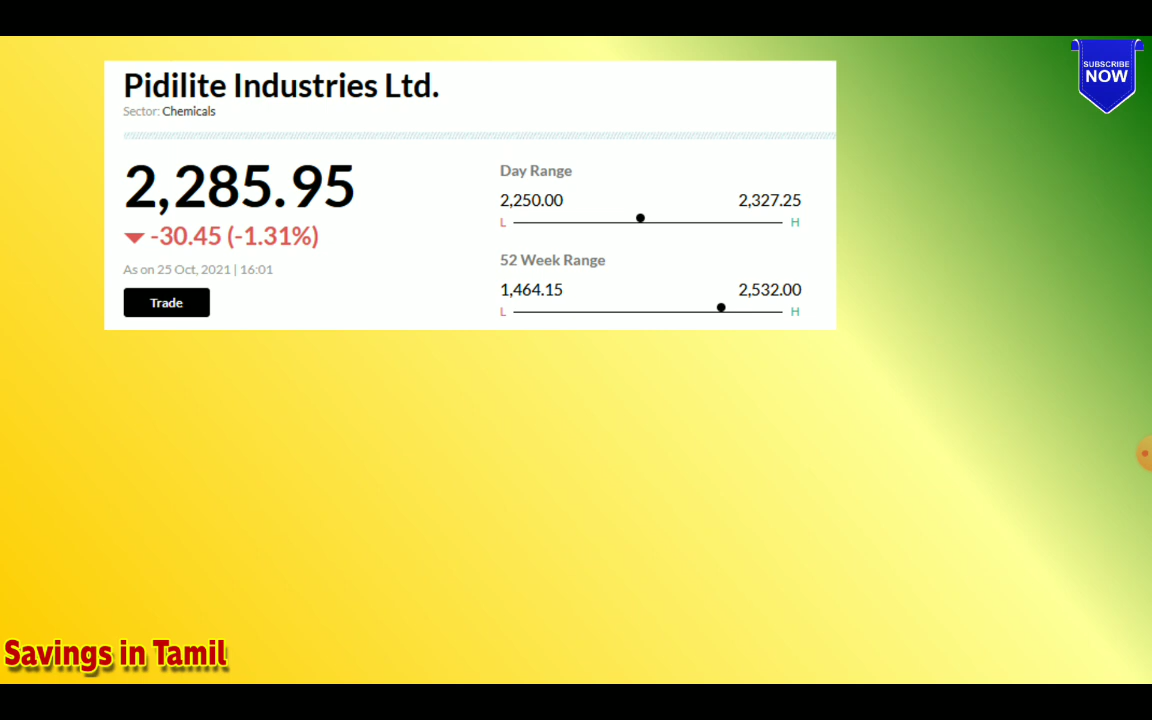 SUBSCRIBE
NOW
Pidilite Industries Ltd.
Sector: Chemicals
2,285.95
-30.45 (-1.31%)
As on 25 Oct, 2021 | 16:01
Trade
Day Range
2,250.00 2,327.25
L H
52 Week Range
1,464.15 2,532.00
L H
Savings in Tamil